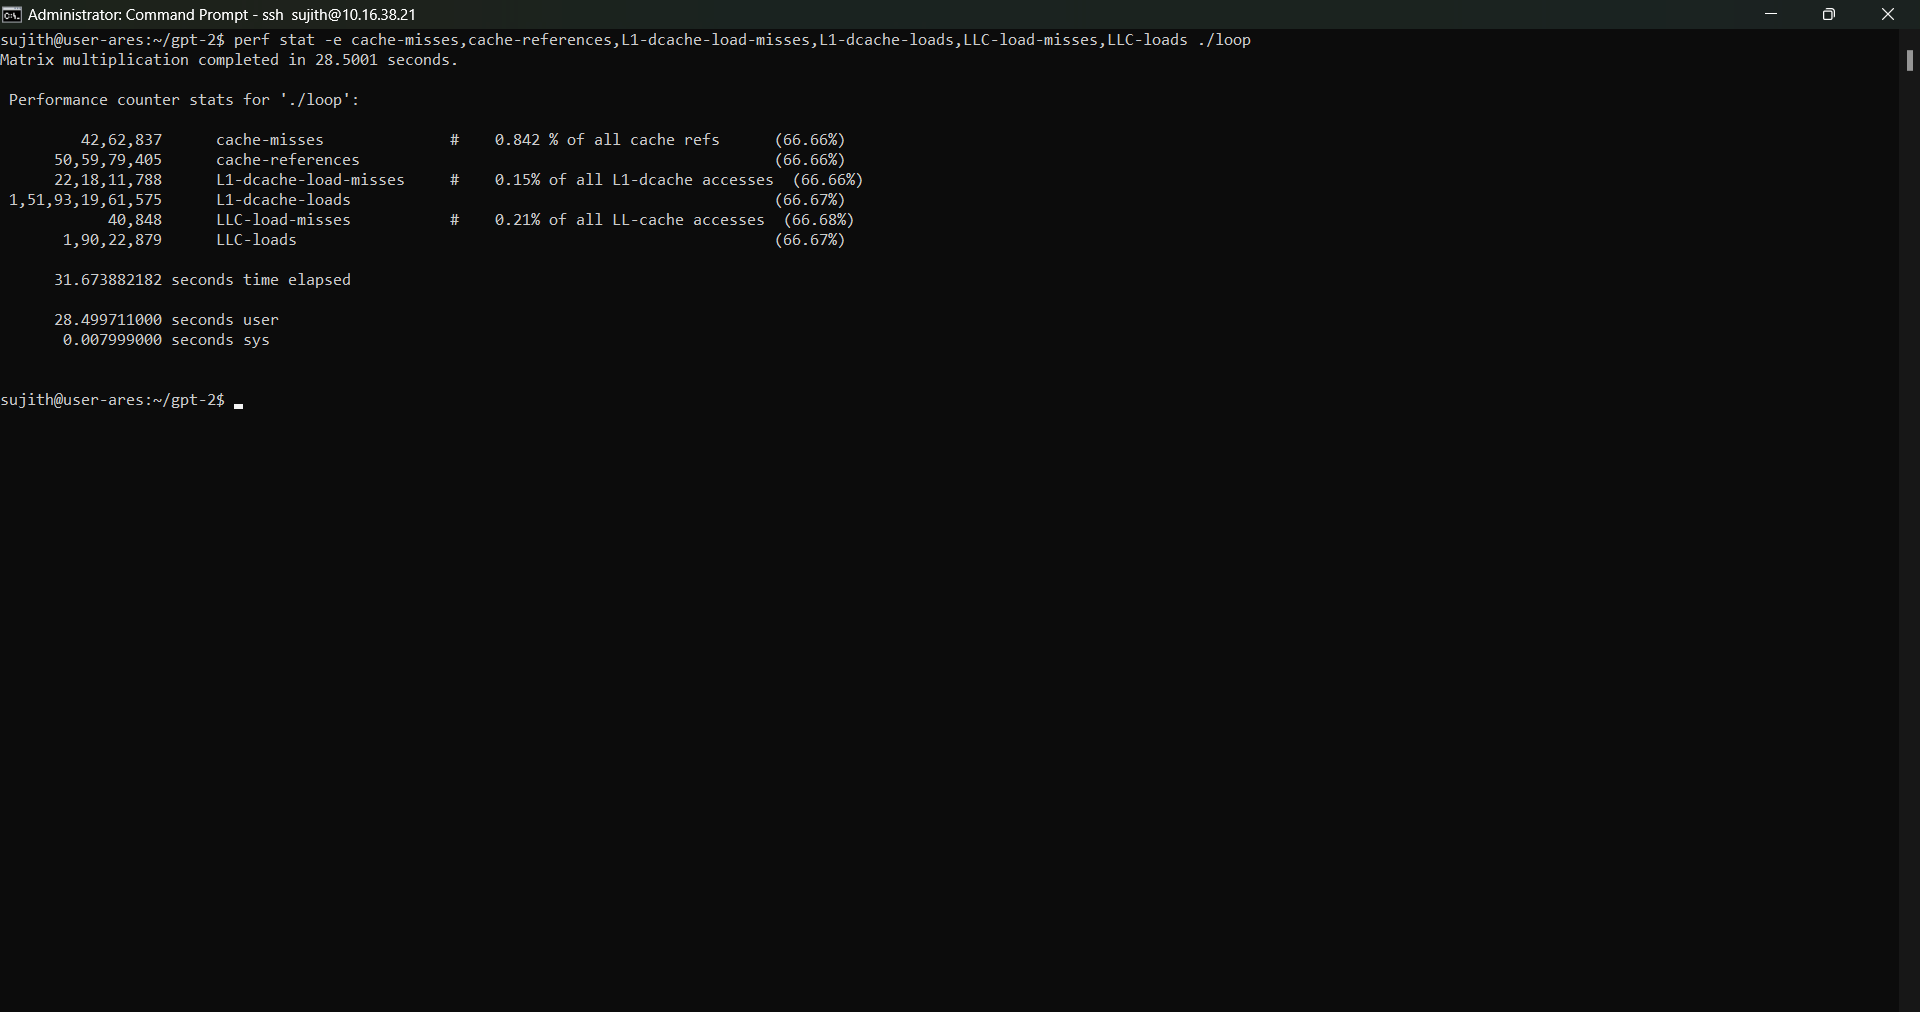 Administrator: Command Prompt - ssh sujith@10.16.38.21
sujith@user-ares:~/gpt-2$ perf stat -e cache-misses,cache-references,L1-dcache-load-misses,L1-dcache-loads,LLC-load-misses,LLC-loads ./loop
Matrix multiplication completed in 28.5001 seconds.
Performance counter stats for './loop':
42,62,837 cache-misses # 0.842 % of all cache refs (66.66%)
50,59,79,405 cache-references (66.66%)
22,18,11,788 L1-dcache-load-misses # 0.15% of all L1-dcache accesses (66.66%)
1,51,93,19,61,575 L1-dcache-loads (66.67%)
40,848 LLC-load-misses # 0.21% of all LL-cache accesses (66.68%)
1,90,22,879 LLC-loads (66.67%)
31.673882182 seconds time elapsed
28.499711000 seconds user
0.007999000 seconds sys
sujith@user-ares:~/gpt-2$